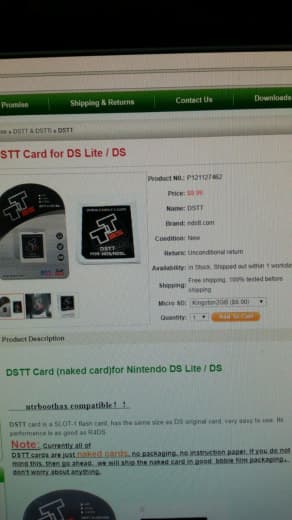 Promise Shipping & Returns Contact Us Downloads
» DSTT & DSTTi » DSTT
STT Card for DS Lite / DS
Product NO.: P121127462
Price: $9.99
Name: DSTT
Brand: ndstt.com
Condition: New
Return: Unconditional return
Availability: In Stock, Shipped out within 1 workday
Shipping: Free shipping, 100% tested before shipping
Micro SD: Kingston2GB ($6.00)
Quantity: 1 Add To Cart
TT
DSTT
FOR NDS/NDSL
Product Description
DSTT Card (naked card)for Nintendo DS Lite / DS
ntrboothax compatible！！
DSTT card is a SLOT-1 flash card, has the same size as DS original card, very easy to use. Its
performence is as good as R4DS.
Note: Currently all of
DSTT cards are just naked cards, no packaging, no instruction paper. If you do not
mind this, then go ahead, we will ship the naked card in good bbble film packaging,
don't worry about anything.